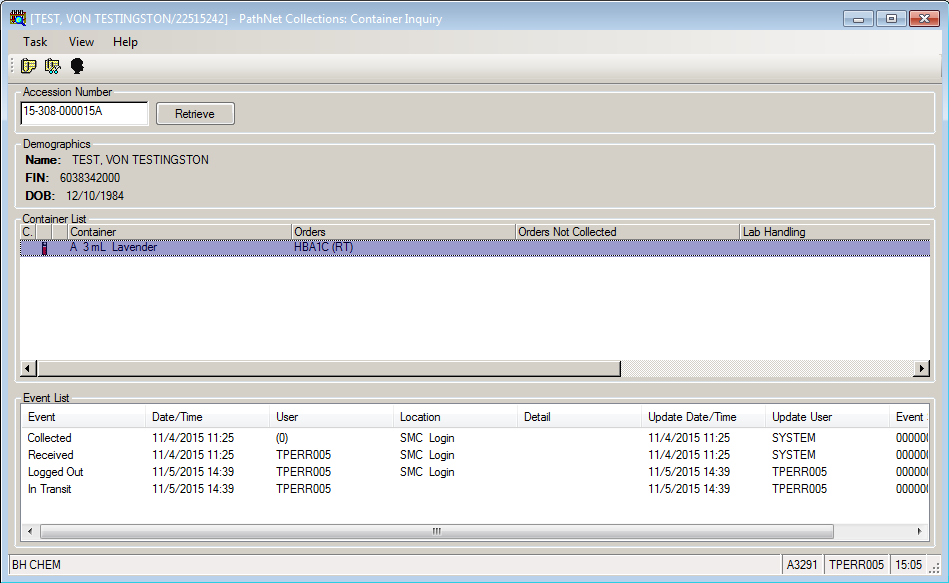 [TEST, VON TESTINGSTON/22515242] - PathNet Collections: Container Inquiry
Task View Help
Accession Number
15-308-000015A Retrieve
Demographics
Name: TEST, VON TESTINGSTON
FIN: 6038342000
DOB: 12/10/1984
Container List
C. Container Orders Orders Not Collected Lab Handling
A 3 mL Lavender HBA1C (RT)
Event List
Event Date/Time User Location Detail Update Date/Time Update User Event
Collected 11/4/2015 11:25 (0) SMC Login 11/4/2015 11:25 SYSTEM 00000
Received 11/4/2015 11:25 TPERR005 SMC Login 11/4/2015 11:25 SYSTEM 00000
Logged Out 11/5/2015 14:39 TPERR005 SMC Login 11/5/2015 14:39 TPERR005 00000
In Transit 11/5/2015 14:39 TPERR005 11/5/2015 14:39 TPERR005 00000
BH CHEM A3291 TPERR005 15:05